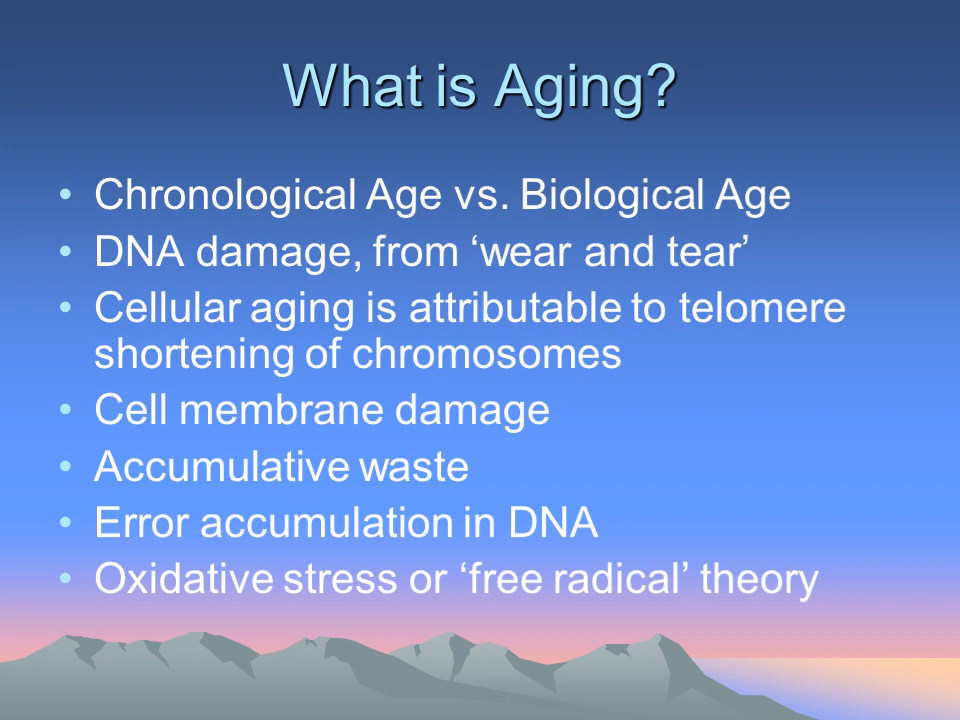 What is Aging?
• Chronological Age vs. Biological Age
• DNA damage, from ‘wear and tear’
• Cellular aging is attributable to telomere
shortening of chromosomes
• Cell membrane damage
• Accumulative waste
• Error accumulation in DNA
• Oxidative stress or ‘free radical’ theory